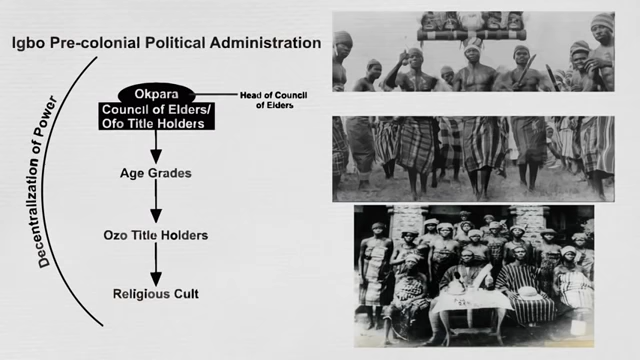 Igbo Pre-colonial Political Administration
Decentralization of Power
Okpara
Head of Council
of Elders
Council of Elders/
Ofo Title Holders
Age Grades
Ozo Title Holders
Religious Cult